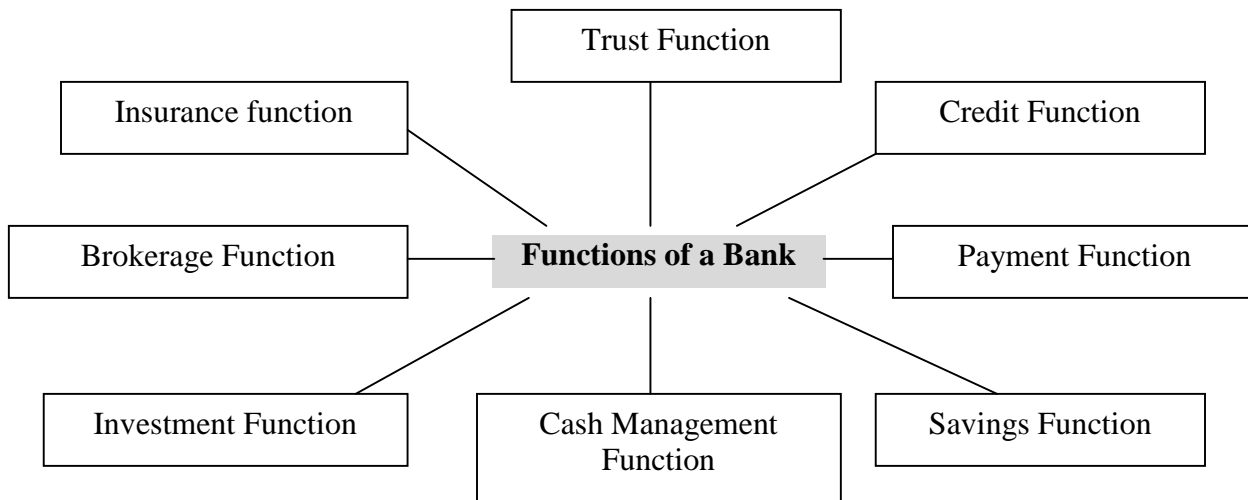 Trust Function
Insurance function
Credit Function
Brokerage Function
Functions of a Bank
Payment Function
Investment Function
Cash Management
Function
Savings Function